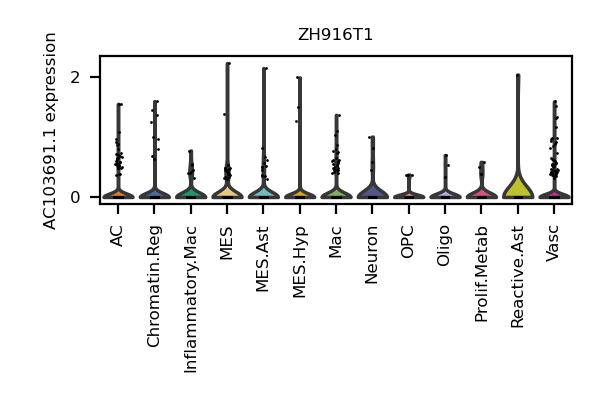 ZH916T1
AC103691.1 expression
2
0
AC
Chromatin.Reg
Inflammatory.Mac
MES
MES.Ast
MES.Hyp
Mac
Neuron
OPC
Oligo
Prolif.Metab
Reactive.Ast
Vasc